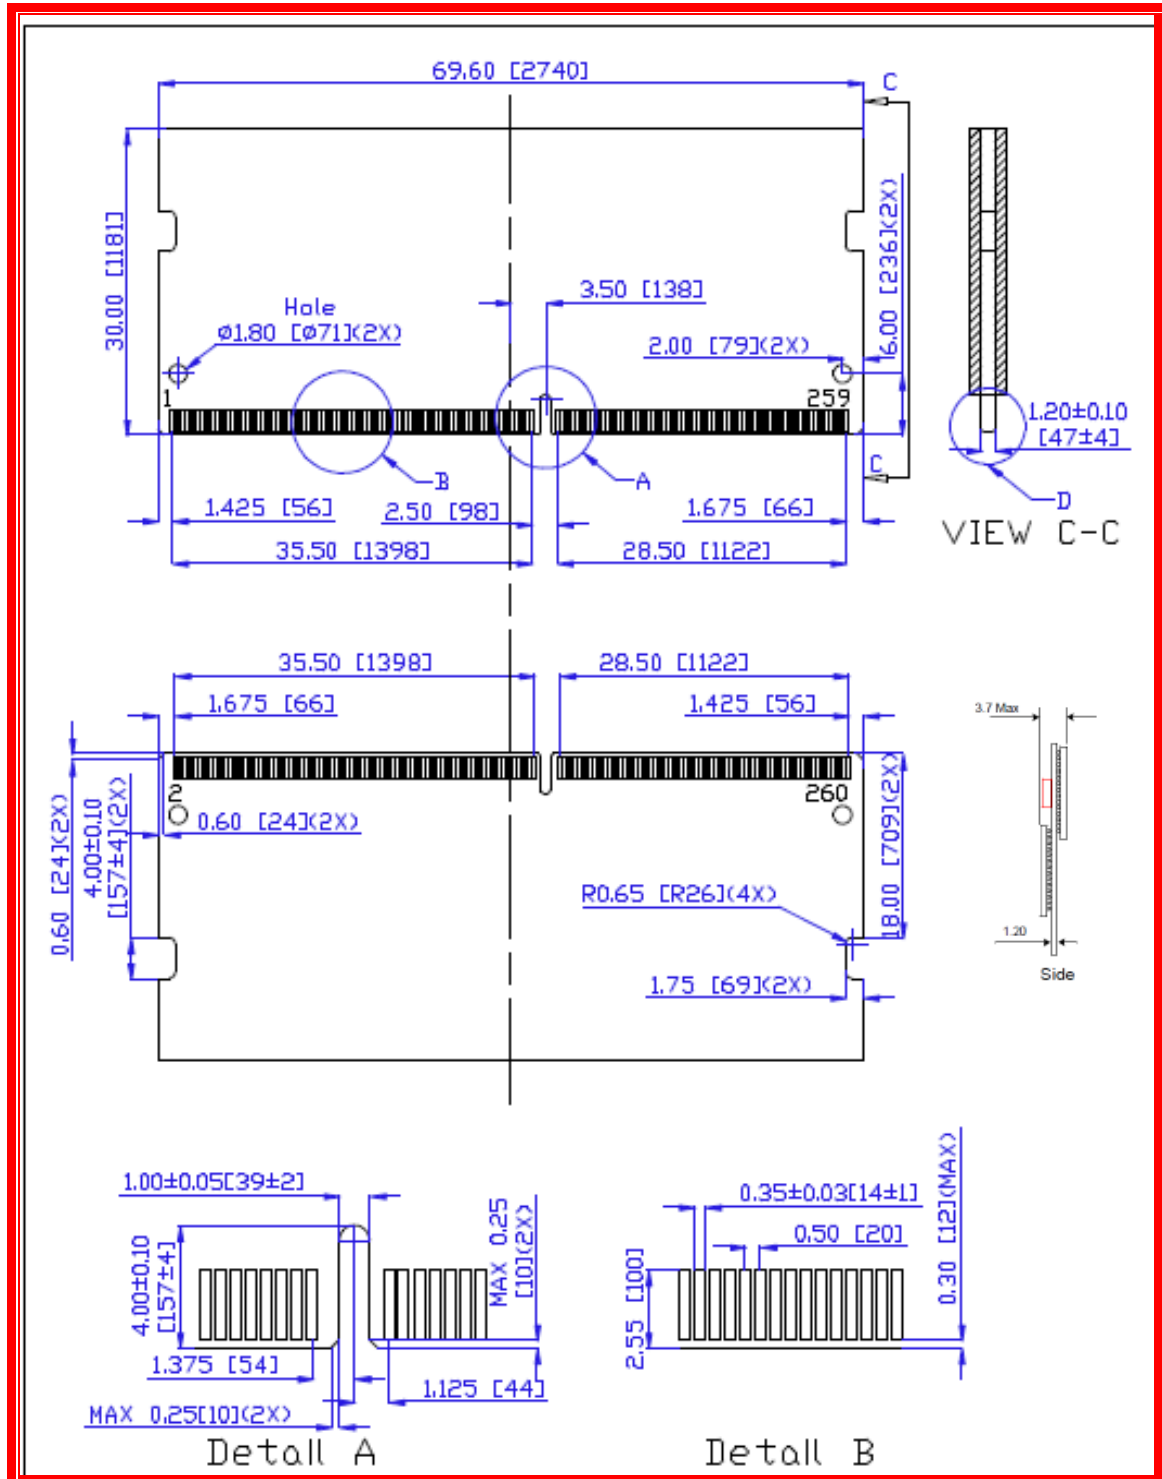 69.60 [2740]
C
30.00 [1181]
6.00 [236](2X)
3.50 [138]
Hole
ø1.80 [ø71](2X)
2.00 [79](2X)
1
259
1.20±0.10
[47±4]
B
A
C
D
1.425 [56]
2.50 [98]
1.675 [66]
VIEW C-C
35.50 [1398]
28.50 [1122]
35.50 [1398]
28.50 [1122]
1.675 [66]
1.425 [56]
3.7 Max
2
260
0.60 [24](2X)
0.60 [24](2X)
4.00±0.10
[157±4](2X)
18.00 [709](2X)
R0.65 [R26](4X)
1.20
Side
1.75 [69](2X)
1.00±0.05[39±2]
4.00±0.10
[157±4]
MAX 0.25
[10](2X)
0.35±0.03[14±1]
0.50 [20]
0.30 [12](MAX)
2.55 [100]
1.375 [54]
1.125 [44]
MAX 0.25[10](2X)
Detail A
Detail B